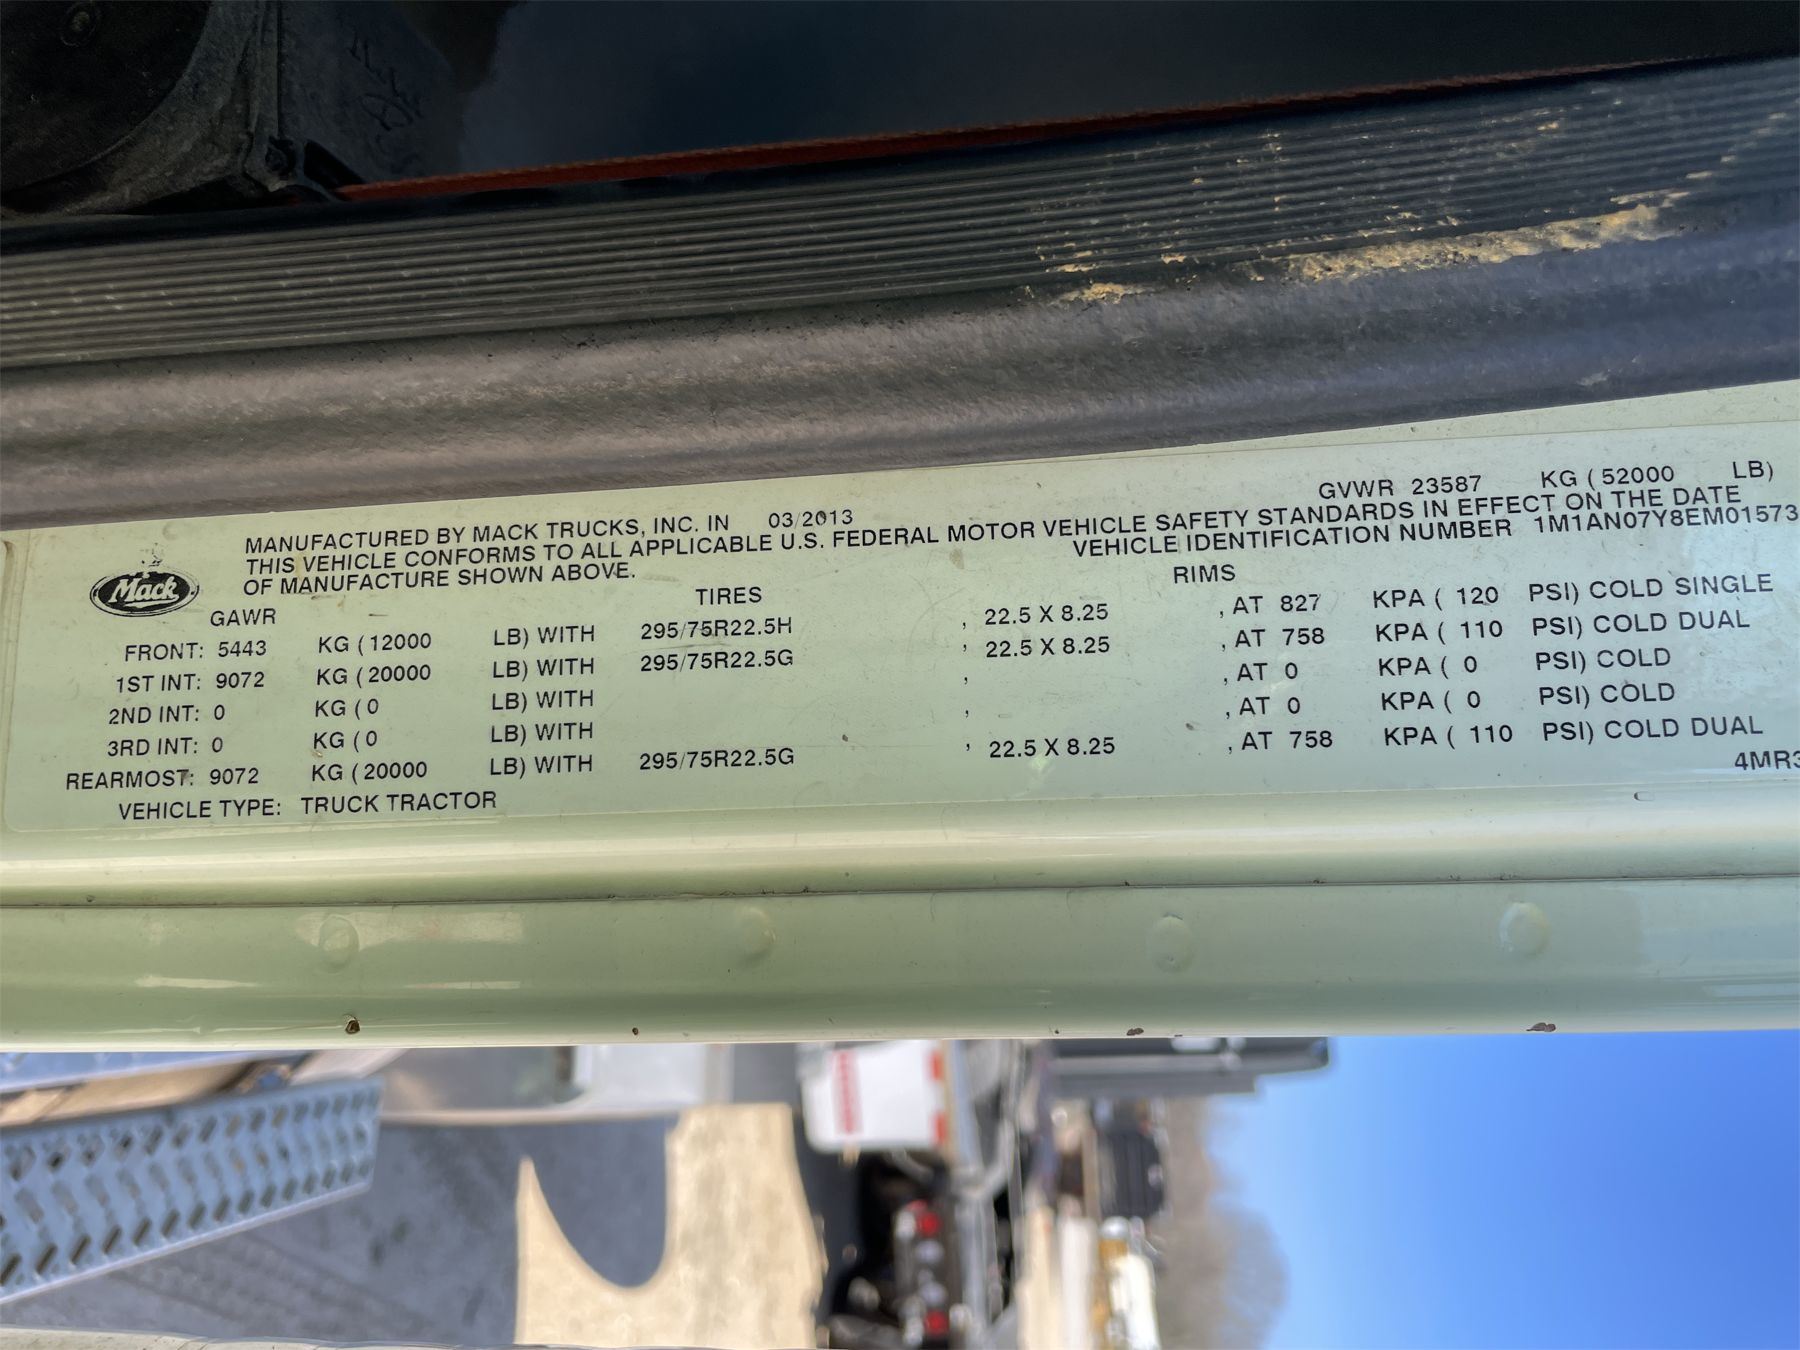 GVWR 23587 KG ( 52000 LB)
MANUFACTURED BY MACK TRUCKS, INC. IN 03/2013
THIS VEHICLE CONFORMS TO ALL APPLICABLE U.S. FEDERAL MOTOR VEHICLE SAFETY STANDARDS IN EFFECT ON THE DATE
OF MANUFACTURE SHOWN ABOVE. VEHICLE IDENTIFICATION NUMBER 1M1AN07Y8EM01573
Mack
GAWR TIRES RIMS
FRONT: 5443 KG ( 12000 LB) WITH 295/75R22.5H , 22.5 X 8.25 , AT 827 KPA ( 120 PSI) COLD SINGLE
1ST INT: 9072 KG ( 20000 LB) WITH 295/75R22.5G , 22.5 X 8.25 , AT 758 KPA ( 110 PSI) COLD DUAL
2ND INT: 0 KG ( 0 LB) WITH , , AT 0 KPA ( 0 PSI) COLD
3RD INT: 0 KG ( 0 LB) WITH , , AT 0 KPA ( 0 PSI) COLD
REARMOST: 9072 KG ( 20000 LB) WITH 295/75R22.5G , 22.5 X 8.25 , AT 758 KPA ( 110 PSI) COLD DUAL
VEHICLE TYPE: TRUCK TRACTOR 4MR3